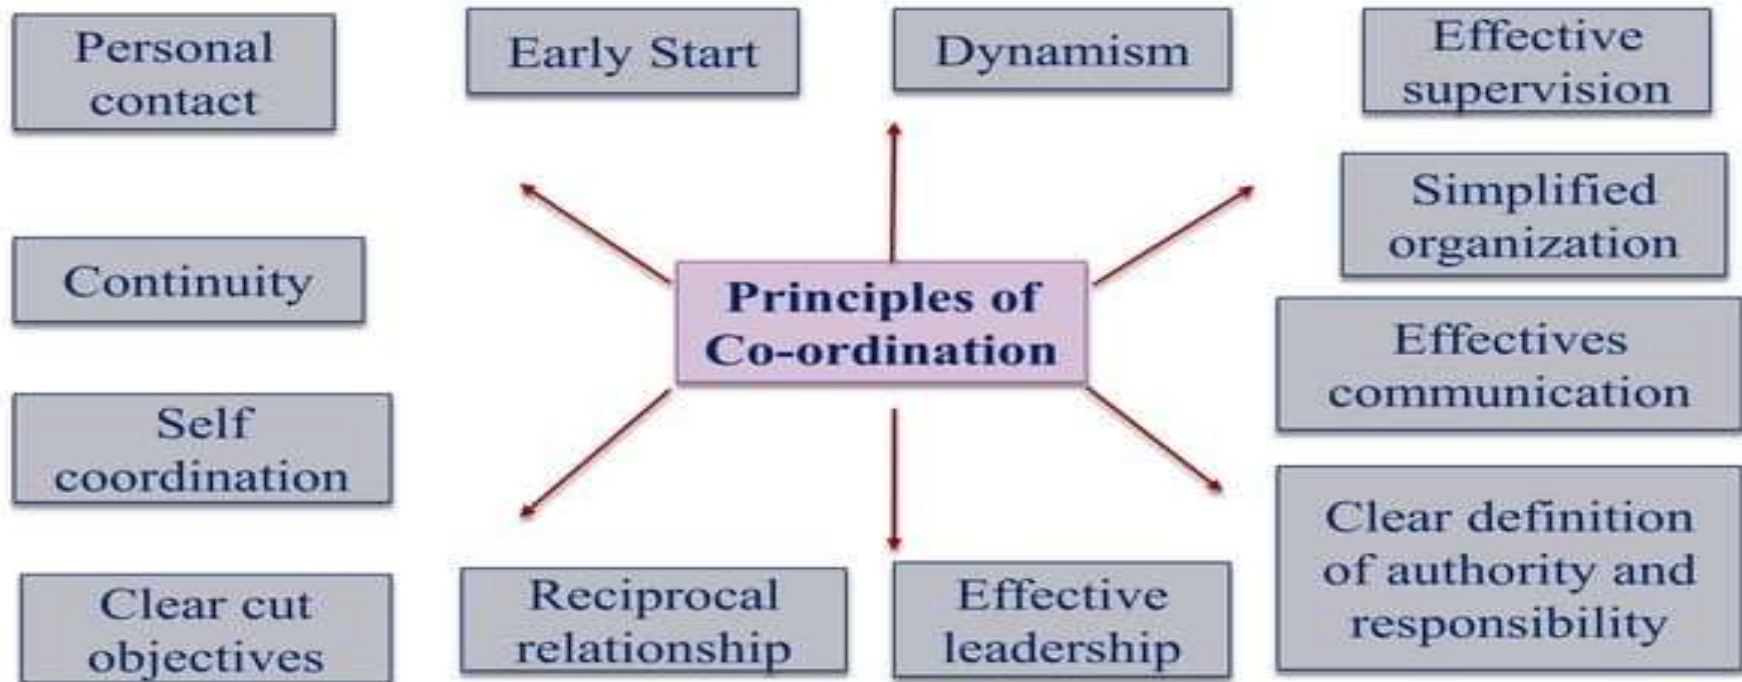 Personal
contact
Early Start
Dynamism
Effective
supervision
Simplified
organization
Continuity
Principles of
Co-ordination
Effectives
communication
Self
coordination
Clear definition
of authority and
responsibility
Clear cut
objectives
Reciprocal
relationship
Effective
leadership